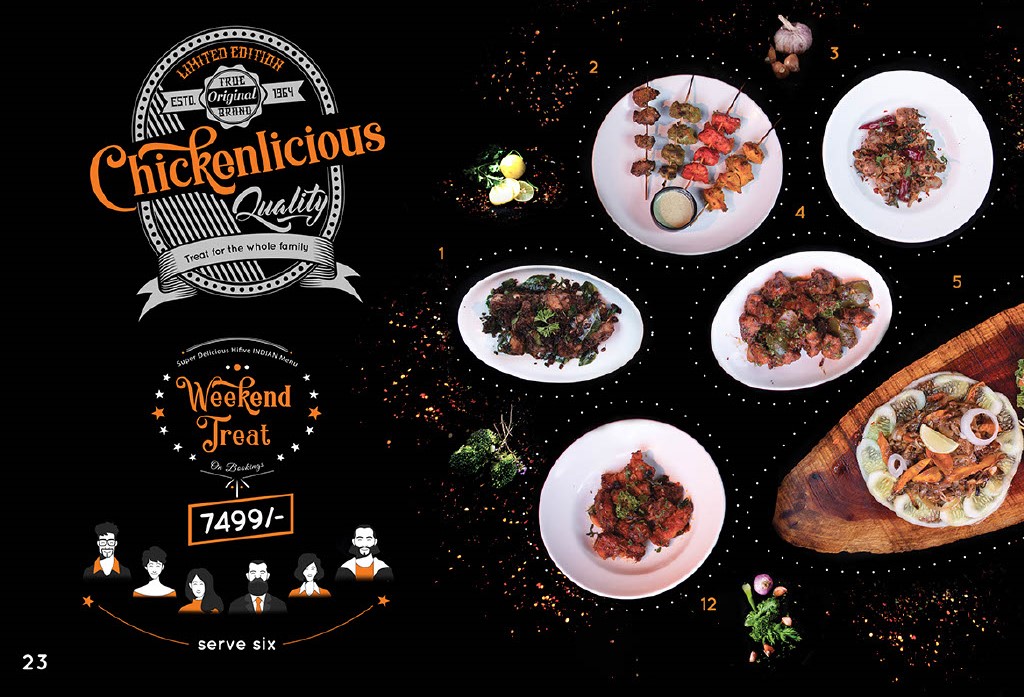 LIMITED EDITION
TRUE
ESTD. Original 1964
BRAND
Chickenlicious
Quality
Treat for the whole family
Super Delicious Hifive INDIAN Menu
Weekend
Treat
On Bookings
7499/-
serve six
23
1
2
3
4
5
12